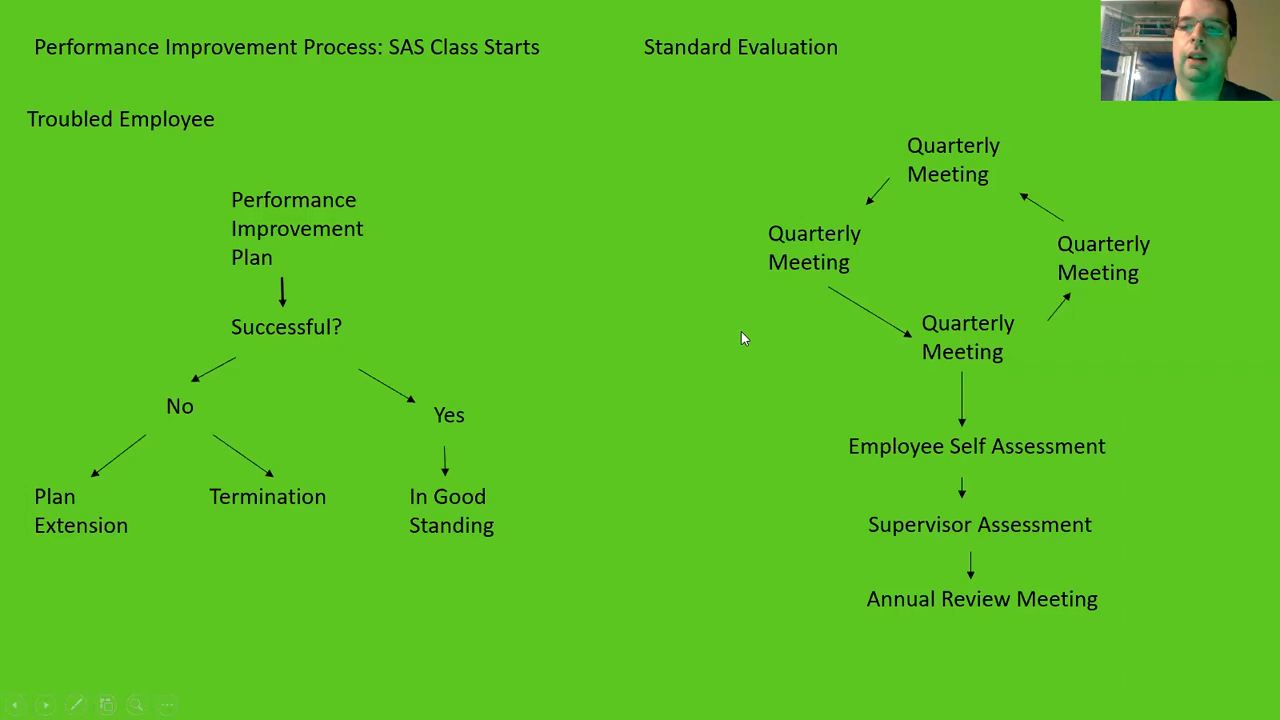 Performance Improvement Process: SAS Class Starts
Standard Evaluation
Troubled Employee
Performance
Improvement
Plan
Successful?
No
Yes
Plan
Extension
Termination
In Good
Standing
Quarterly
Meeting
Quarterly
Meeting
Quarterly
Meeting
Quarterly
Meeting
Employee Self Assessment
Supervisor Assessment
Annual Review Meeting